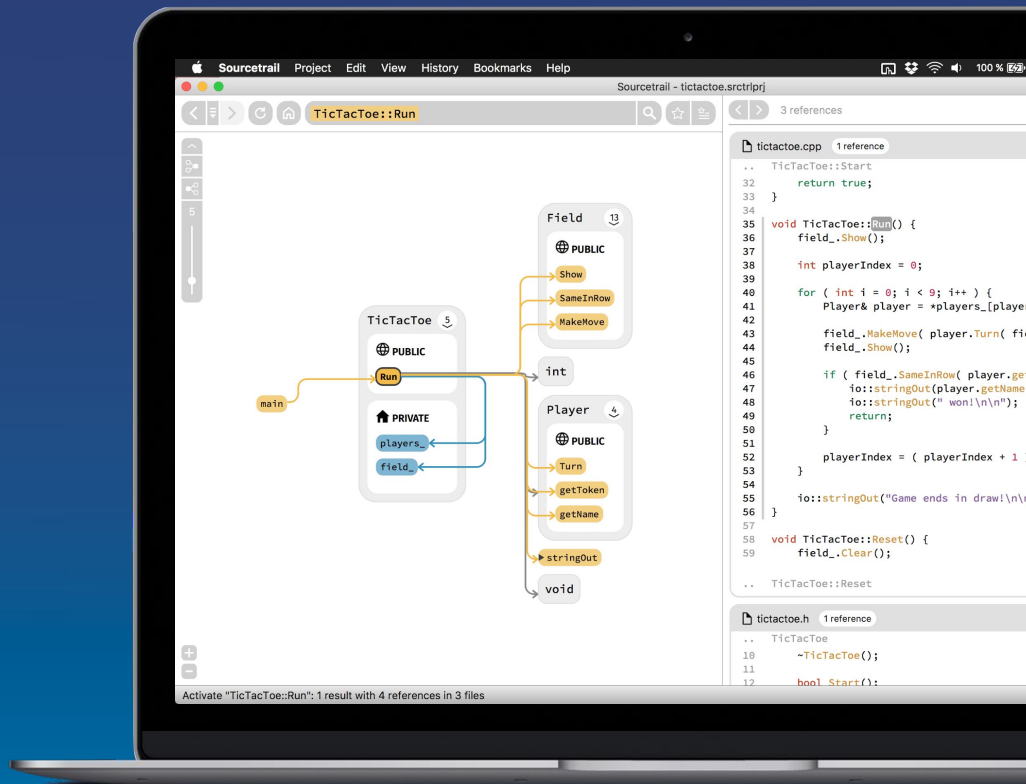 Sourcetrail Project Edit View History Bookmarks Help 100 %
Sourcetrail - tictactoe.srctrlprj
TicTacToe::Run
5
main
TicTacToe 5
PUBLIC
Run
PRIVATE
players_
field_
Field 13
PUBLIC
Show
SameInRow
MakeMove
int
Player 4
PUBLIC
Turn
getToken
getName
stringOut
void
3 references
tictactoe.cpp 1 reference
.. TicTacToe::Start
32 return true;
33 }
34
35 void TicTacToe::Run() {
36 field_.Show();
37
38 int playerIndex = 0;
39
40 for ( int i = 0; i < 9; i++ ) {
41 Player& player = *players_[player
42
43 field_.MakeMove( player.Turn( fie
44 field_.Show();
45
46 if ( field_.SameInRow( player.get
47 io::stringOut(player.getName
48 io::stringOut(" won!\n\n");
49 return;
50 }
51
52 playerIndex = ( playerIndex + 1 )
53 }
54
55 io::stringOut("Game ends in draw!\n\n
56 }
57
58 void TicTacToe::Reset() {
59 field_.Clear();
.. TicTacToe::Reset
tictactoe.h 1 reference
.. TicTacToe
10 ~TicTacToe();
11
12 bool Start();
Activate "TicTacToe::Run": 1 result with 4 references in 3 files